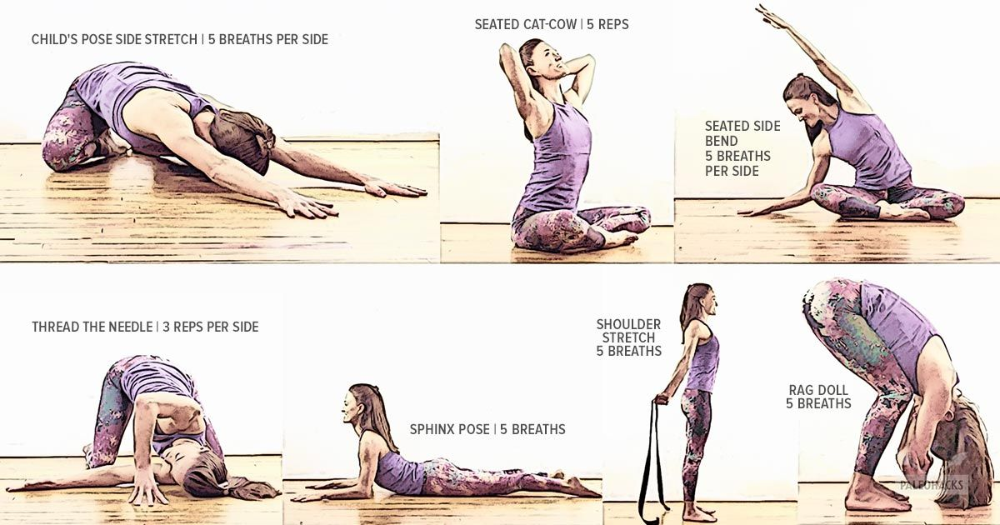 CHILD'S POSE SIDE STRETCH | 5 BREATHS PER SIDE
SEATED CAT-COW | 5 REPS
SEATED SIDE
BEND
5 BREATHS
PER SIDE
THREAD THE NEEDLE | 3 REPS PER SIDE
SPHINX POSE | 5 BREATHS
SHOULDER
STRETCH
5 BREATHS
RAG DOLL
5 BREATHS
PALEOHACKS